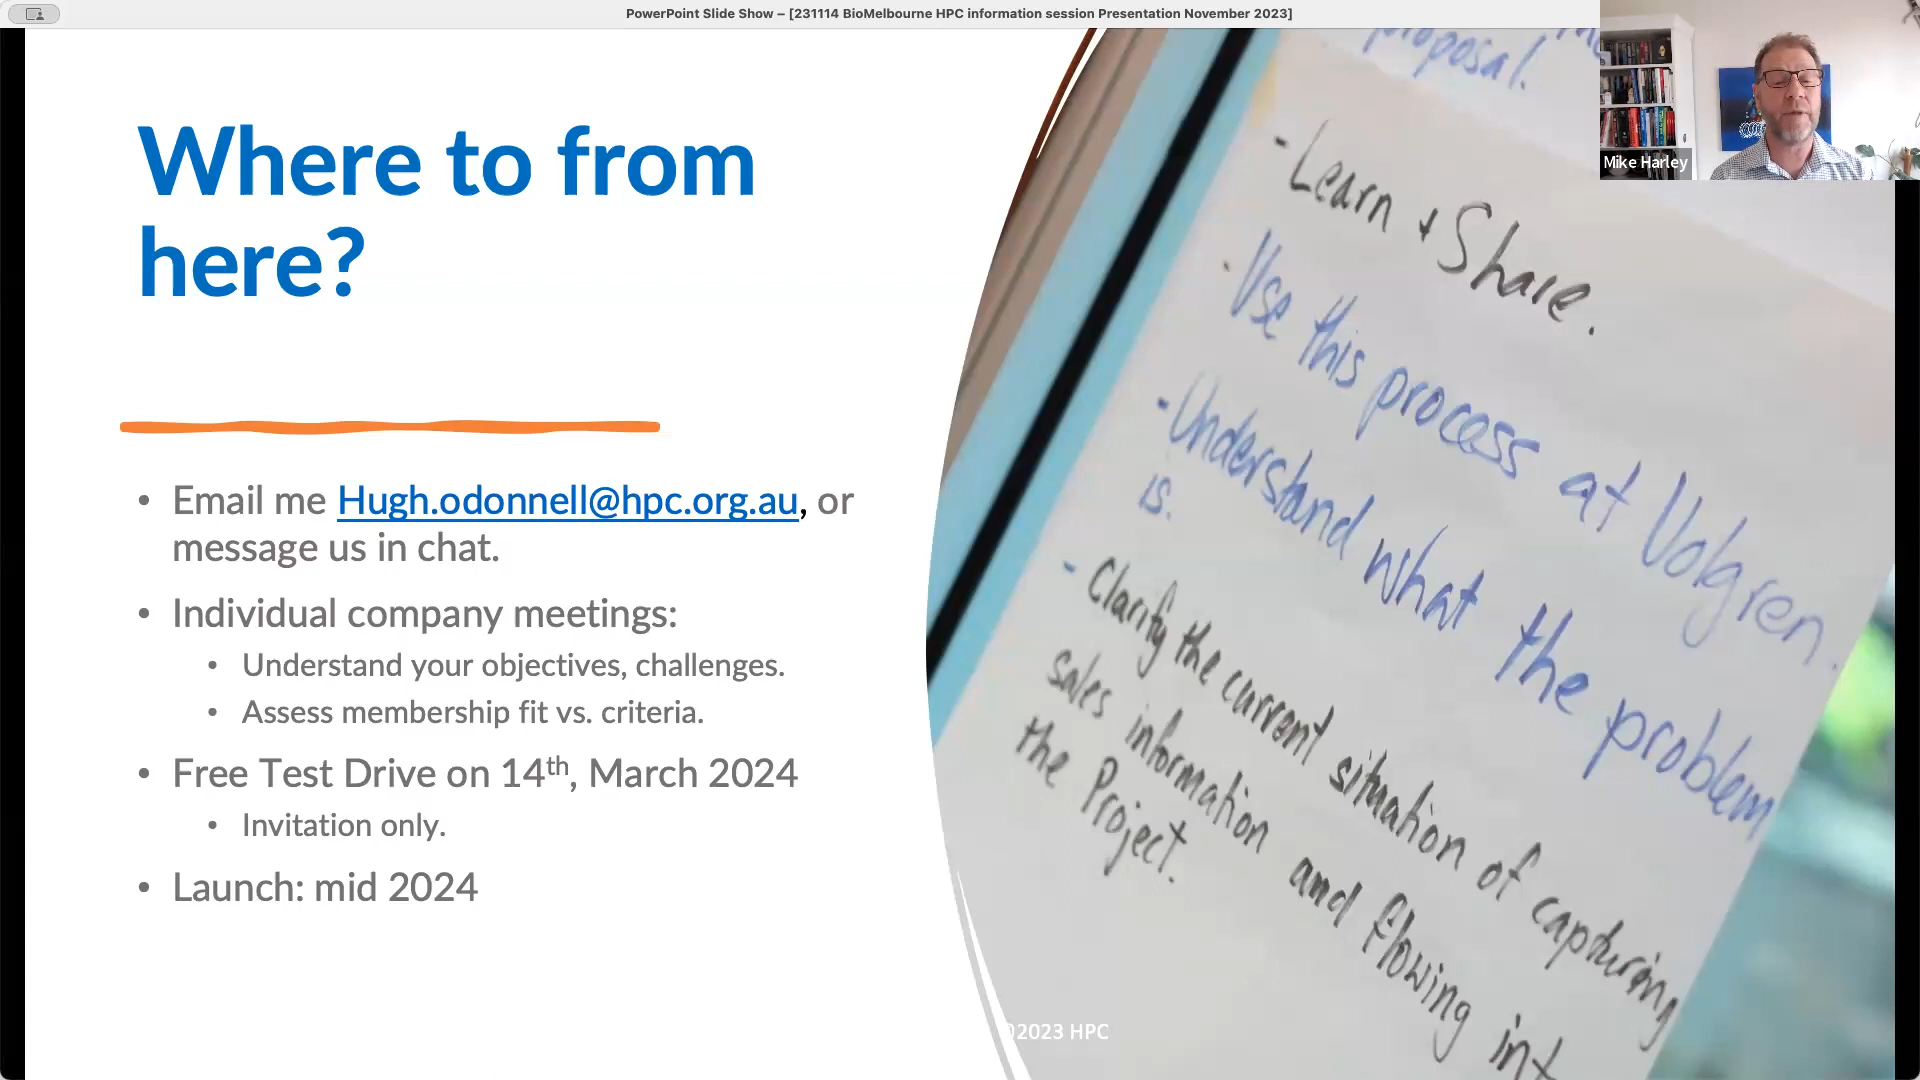 PowerPoint Slide Show – [231114 BioMelbourne HPC information session Presentation November 2023]
Mike Harley
Where to from
here?
• Email me Hugh.odonnell@hpc.org.au, or
message us in chat.
• Individual company meetings:
• Understand your objectives, challenges.
• Assess membership fit vs. criteria.
• Free Test Drive on 14th, March 2024
• Invitation only.
• Launch: mid 2024
proposal.
- Learn + Share.
- Use this process at Volgren.
- Understand what the problem
is.
- Clarify the current situation of capturing
sales information and flowing
the Project.
©2023 HPC